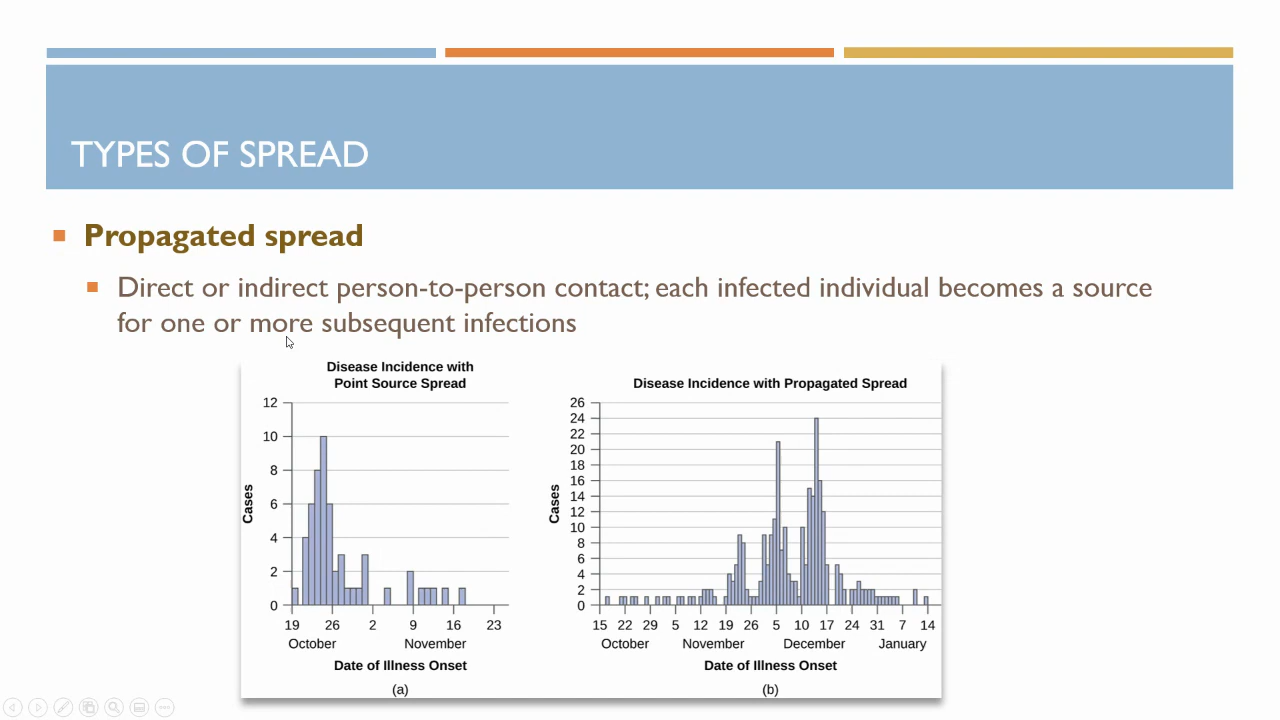 TYPES OF SPREAD
Propagated spread
Direct or indirect person-to-person contact; each infected individual becomes a source
for one or more subsequent infections
Disease Incidence with
Point Source Spread
12
10
8
6
4
2
0
Cases
19 26 2 9 16 23
October November
Date of Illness Onset
(a)
Disease Incidence with Propagated Spread
26
24
22
20
18
16
14
12
10
8
6
4
2
0
Cases
15 22 29 5 12 19 26 5 10 17 24 31 7 14
October November December January
Date of Illness Onset
(b)